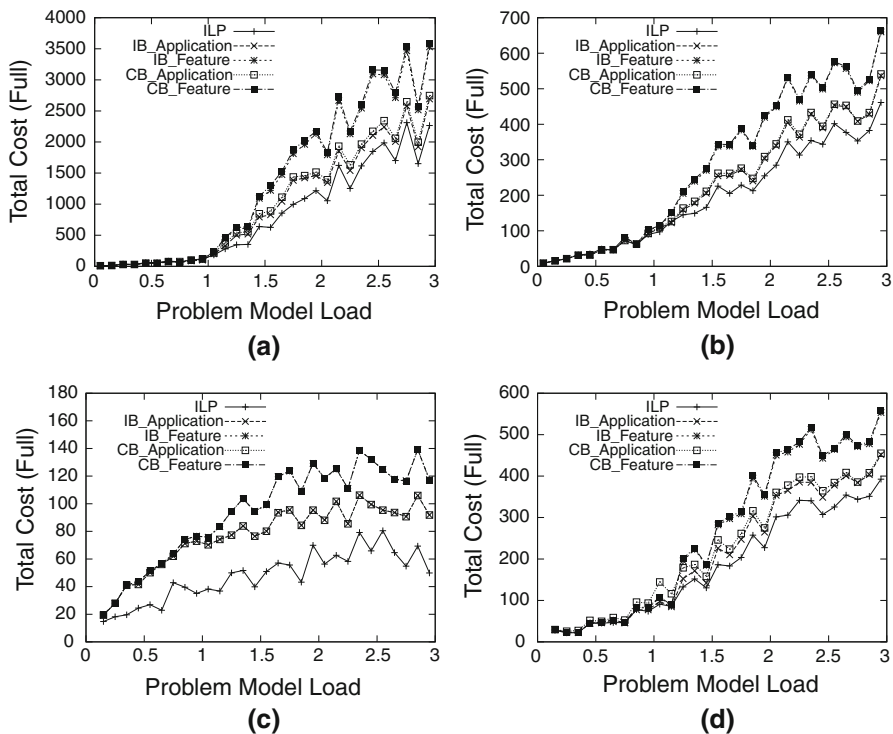 Total Cost (Full)
4000
3500
3000
2500
2000
1500
1000
500
0
ILP
IB_Application
IB_Feature
CB_Application
CB_Feature
0 0.5 1 1.5 2 2.5 3
Problem Model Load
(a)
Total Cost (Full)
700
600
500
400
300
200
100
0
ILP
IB_Application
IB_Feature
CB_Application
CB_Feature
0 0.5 1 1.5 2 2.5 3
Problem Model Load
(b)
Total Cost (Full)
180
160
140
120
100
80
60
40
20
0
ILP
IB_Application
IB_Feature
CB_Application
CB_Feature
0 0.5 1 1.5 2 2.5 3
Problem Model Load
(c)
Total Cost (Full)
600
500
400
300
200
100
0
ILP
IB_Application
IB_Feature
CB_Application
CB_Feature
0 0.5 1 1.5 2 2.5 3
Problem Model Load
(d)